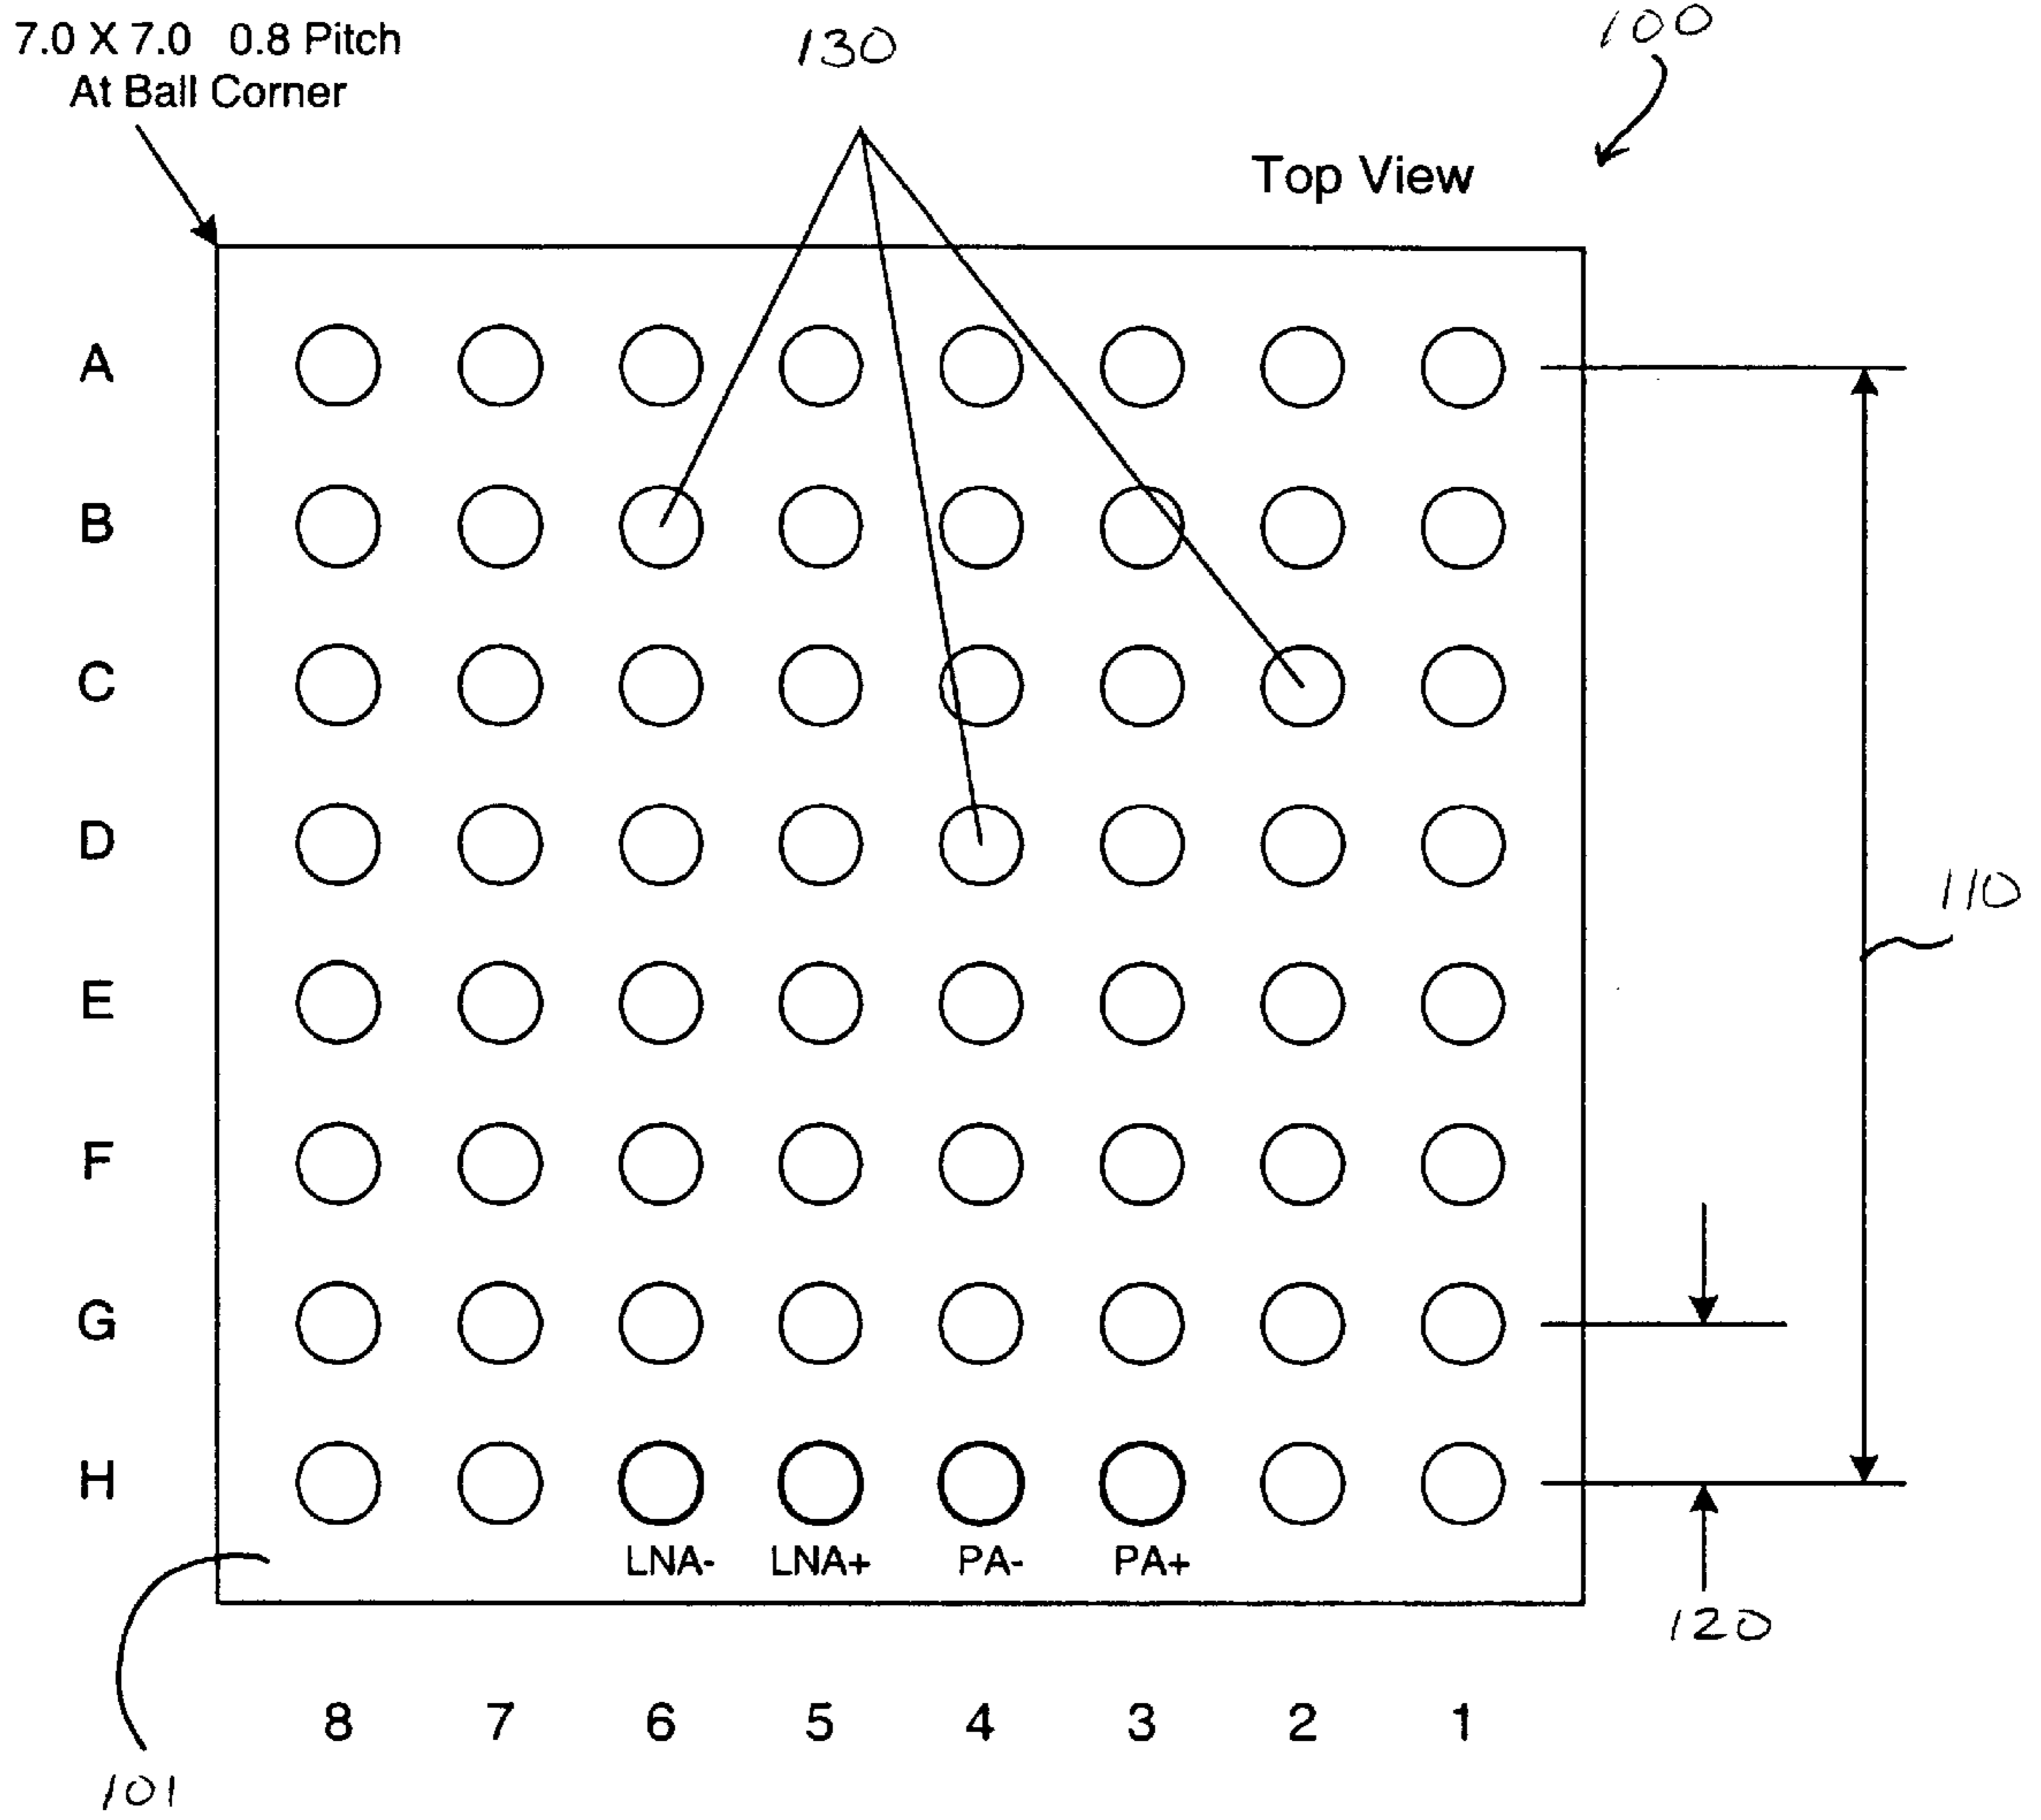 7.0 X 7.0 0.8 Pitch
At Ball Corner
130
100
Top View
A
B
C
D
E
F
G
H
110
LNA- LNA+ PA- PA+
120
8 7 6 5 4 3 2 1
101